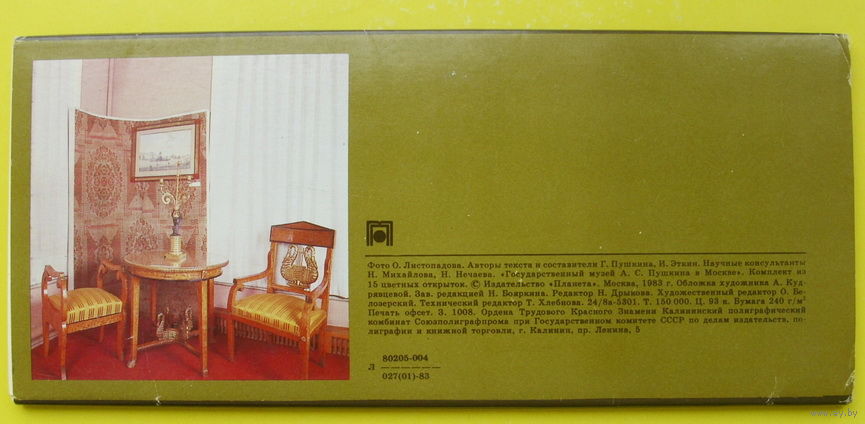 Фото О. Листопадова. Авторы текста и составители Г. Пушкина, И. Эткин. Научные консультанты
Н. Михайлова, Н. Нечаева. «Государственный музей А. С. Пушкина в Москве». Комплект из
15 цветных открыток. © Издательство «Планета». Москва, 1983 г. Обложка художника А. Куд-
рявцевой. Зав. редакцией Н. Бояркина. Редактор Н. Дрыкова. Художественный редактор О. Бе-
лозерский. Технический редактор Т. Хлебнова. 24/8а-5301. Т. 150 000. Ц. 93 к. Бумага 240 г/м²
Печать офсет. З. 1008. Ордена Трудового Красного Знамени Калининский полиграфический
комбинат Союзполиграфпрома при Государственном комитете СССР по делам издательств, по-
лиграфии и книжной торговли, г. Калинин, пр. Ленина, 5
80205-004
Л —————
027(01)-83
www.ay.by